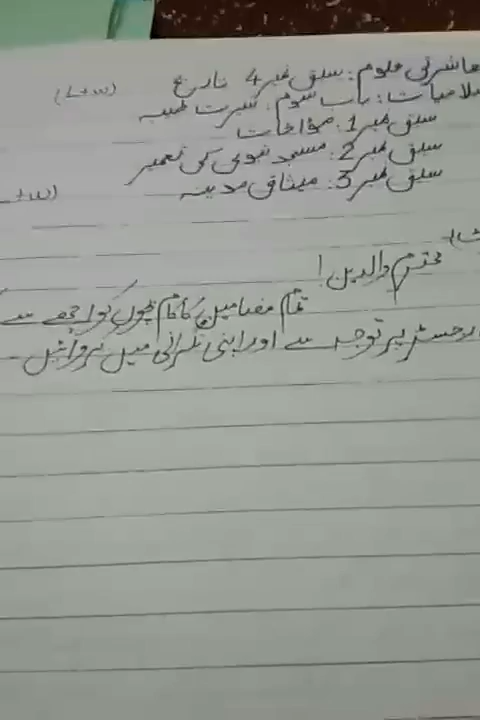 معاشرتی علوم: سبق نمبر 4 تاریخ (L+W)
اسلامیات: باب سوم: سیرت طیبہ
سبق نمبر 1: مؤاخات
سبق نمبر 2: مسجد نبوی کی تعمیر
سبق نمبر 3: میثاق مدینہ (L+W)
محترم والدین!
تمام مضامین کا کام بچوں کو اچھے سے
رجسٹر پر توجہ سے اور اپنی نگرانی میں کروائیں۔